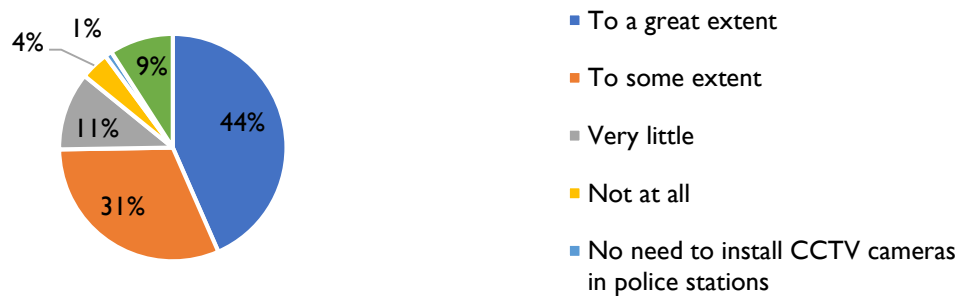 1%
4%
9%
44%
11%
31%
To a great extent
To some extent
Very little
Not at all
No need to install CCTV cameras
in police stations